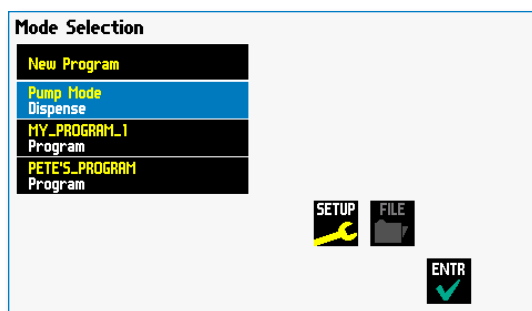 Mode Selection
New Program
Pump Mode
Dispense
MY_PROGRAM_1
Program
PETE'S_PROGRAM
Program
SETUP FILE
ENTR